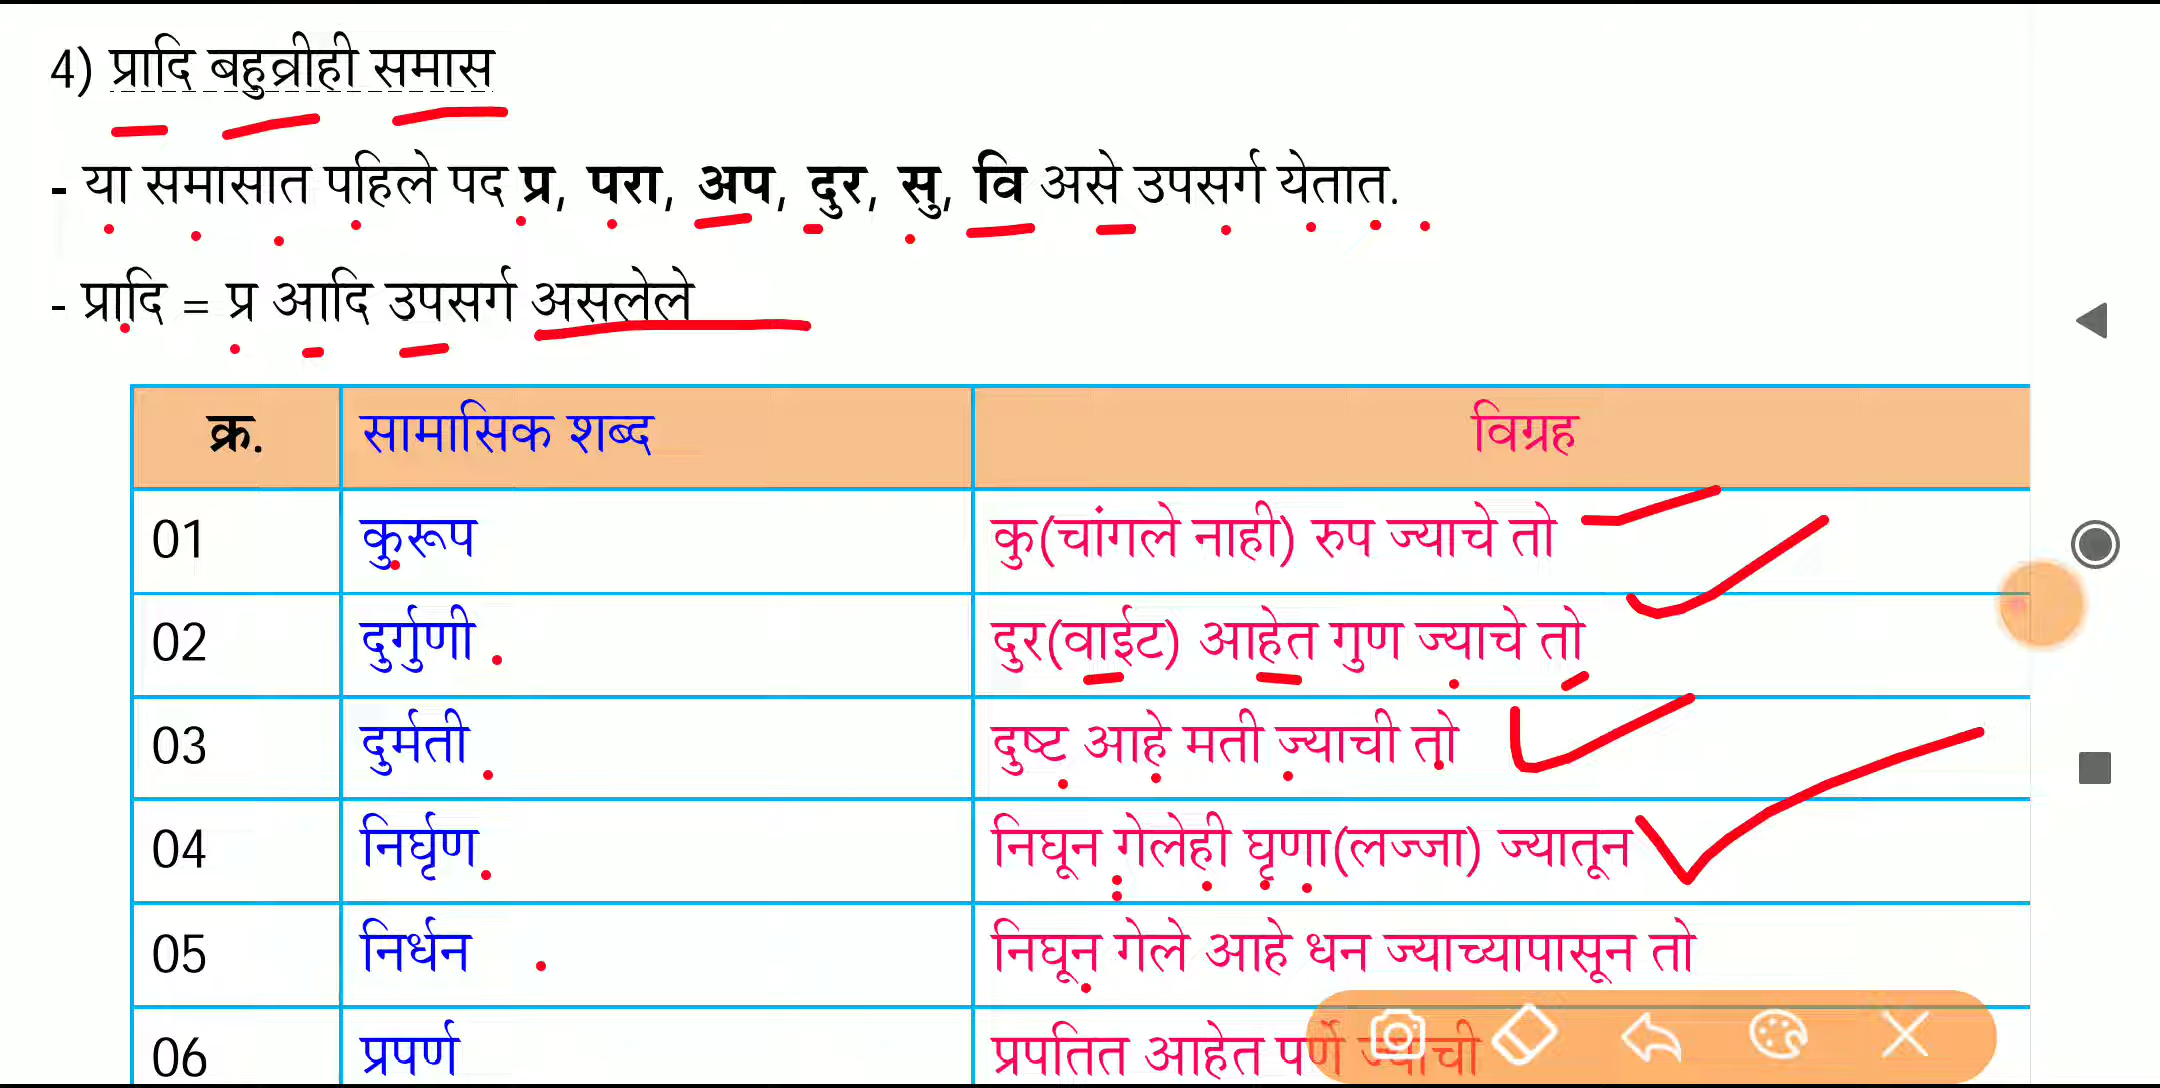 4) प्रादि बहुव्रीही समास
- या समासात पहिले पद प्र, परा, अप, दुर, सु, वि असे उपसर्ग येतात.
- प्रादि = प्र आदि उपसर्ग असलेले
क्र. सामासिक शब्द विग्रह
01 कुरूप कु(चांगले नाही) रुप ज्याचे तो
02 दुर्गुणी दुर(वाईट) आहेत गुण ज्याचे तो
03 दुर्मती दुष्ट आहे मती ज्याची तो
04 निर्घृण निघून गेलेही घृणा(लज्जा) ज्यातून
05 निर्धन निघून गेले आहे धन ज्याच्यापासून तो
06 प्रपर्ण प्रपतित आहेत पर्णे ज्याची